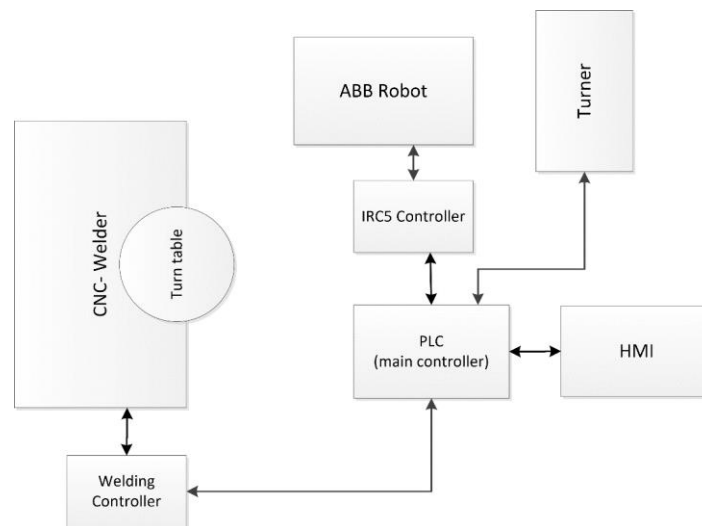 ABB Robot
Turner
IRC5 Controller
CNC- Welder
Turn table
PLC
(main controller)
HMI
Welding
Controller